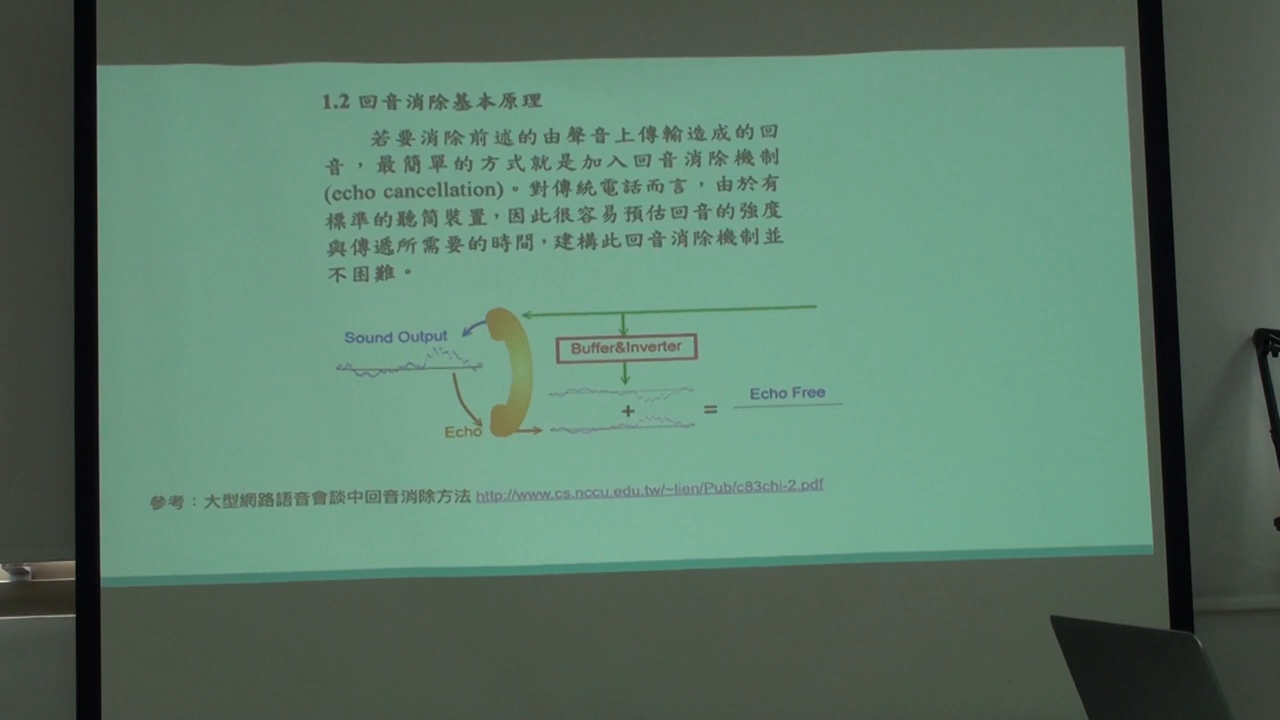 1.2 回音消除基本原理
若要消除前述的由聲音上傳輸造成的回
音，最簡單的方式就是加入回音消除機制
(echo cancellation)。對傳統電話而言，由於有
標準的聽筒裝置，因此很容易預估回音的強度
與傳遞所需要的時間，建構此回音消除機制並
不困難。
Sound Output
Buffer&Inverter
Echo Free
+
=
Echo
參考：大型網路語音會談中回音消除方法 http://www.cs.nccu.edu.tw/~lien/Pub/c83chi-2.pdf